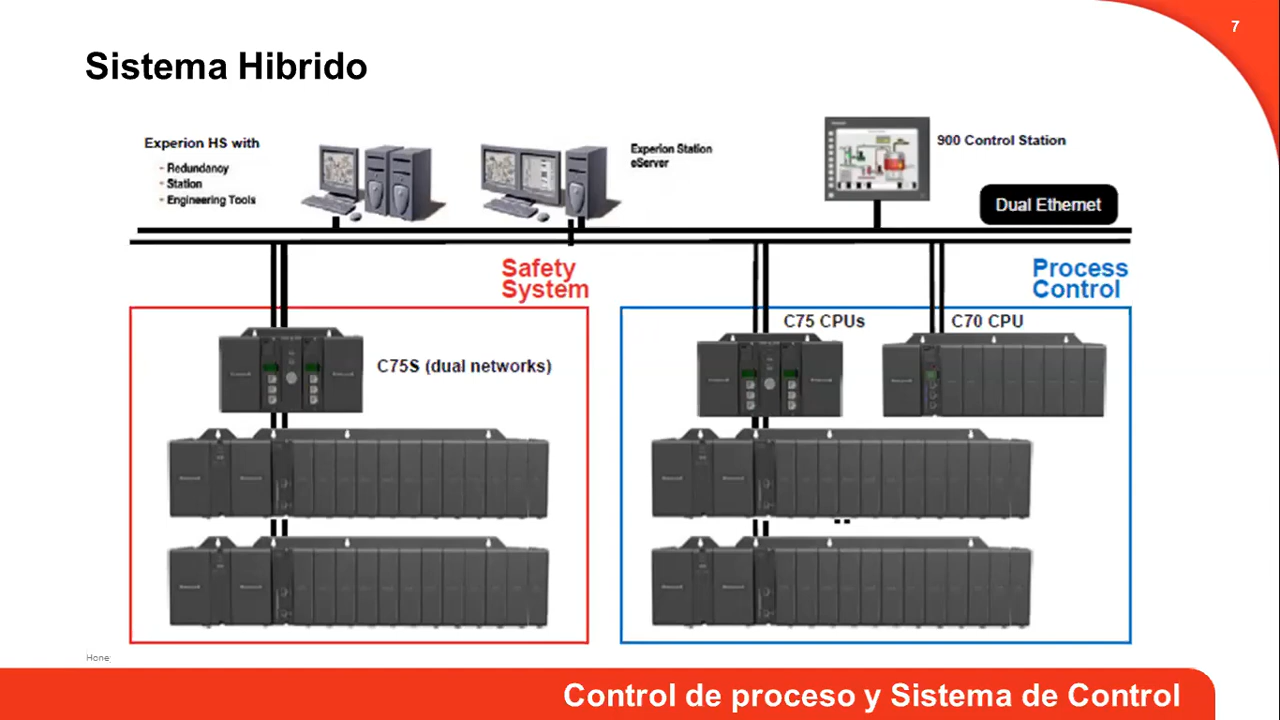 7
Sistema Hibrido
Experion HS with
- Redundancy
- Station
- Engineering Tools
Experion Station
eServer
900 Control Station
Dual Ethernet
Safety
System
Process
Control
C75S (dual networks)
C75 CPUs
C70 CPU
Hone
Control de proceso y Sistema de Control